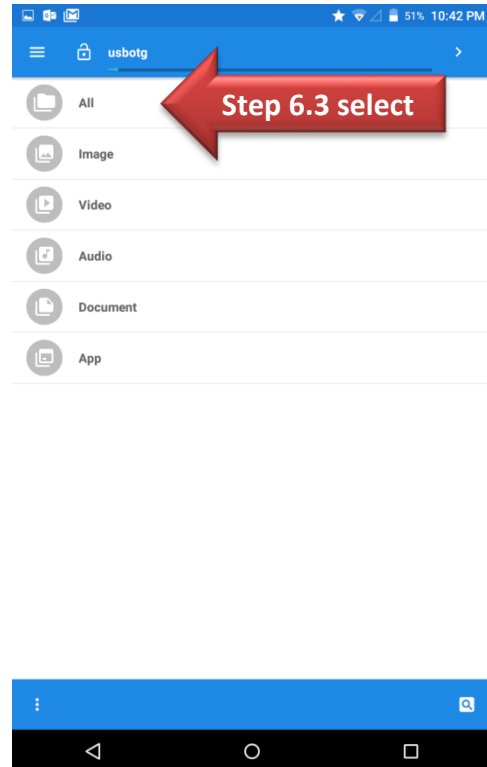 51% 10:42 PM
usbotg
All
Step 6.3 select
Image
Video
Audio
Document
App